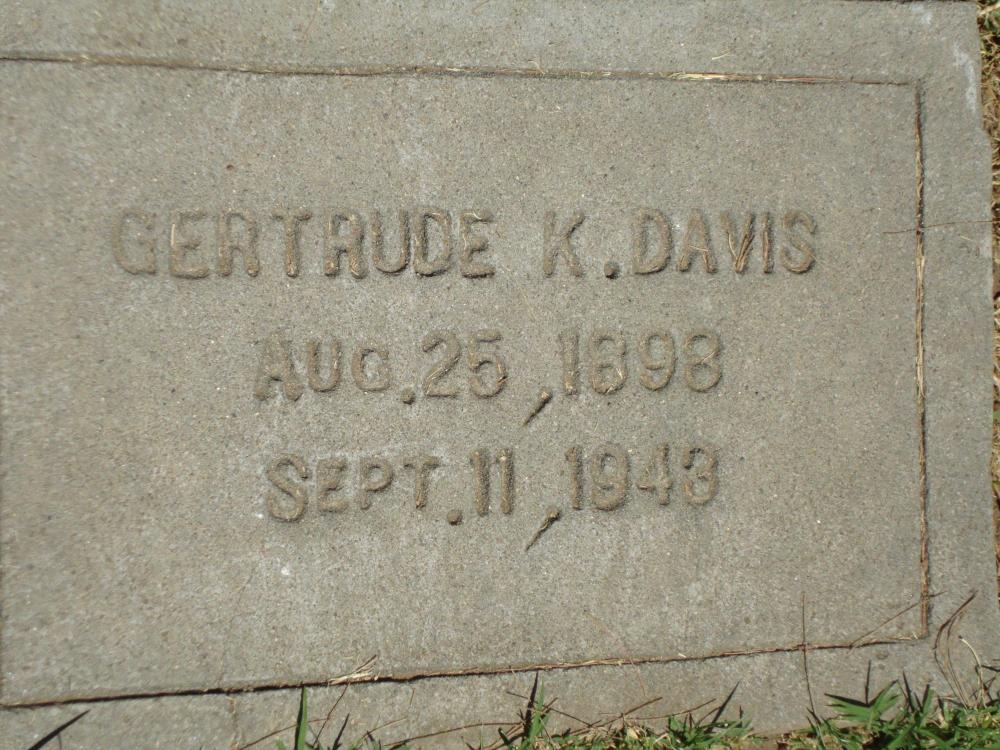 GERTRUDE K. DAVIS
AUG. 25, 1898
SEPT. 11, 1943